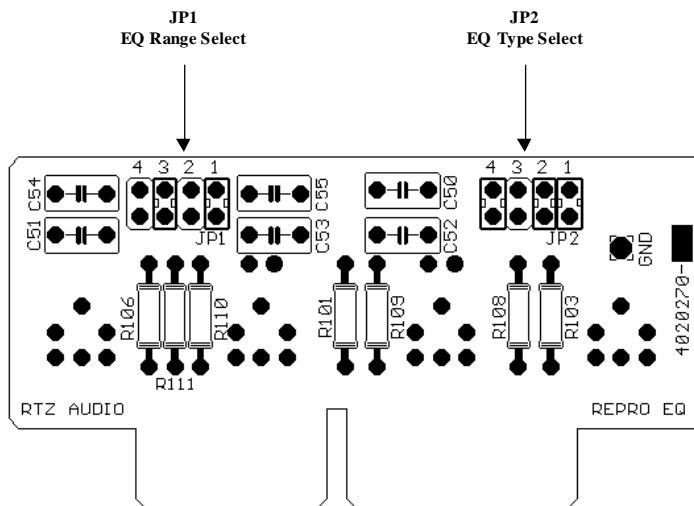 JP1
EQ Range Select
JP2
EQ Type Select
4 3 2 1
4 3 2 1
C54
C55
C50
C51
JP1
C53
C52
JP2
GND
R106
R110
R101
R109
R108
R103
4020270-
R111
RTZ AUDIO
REPRO EQ